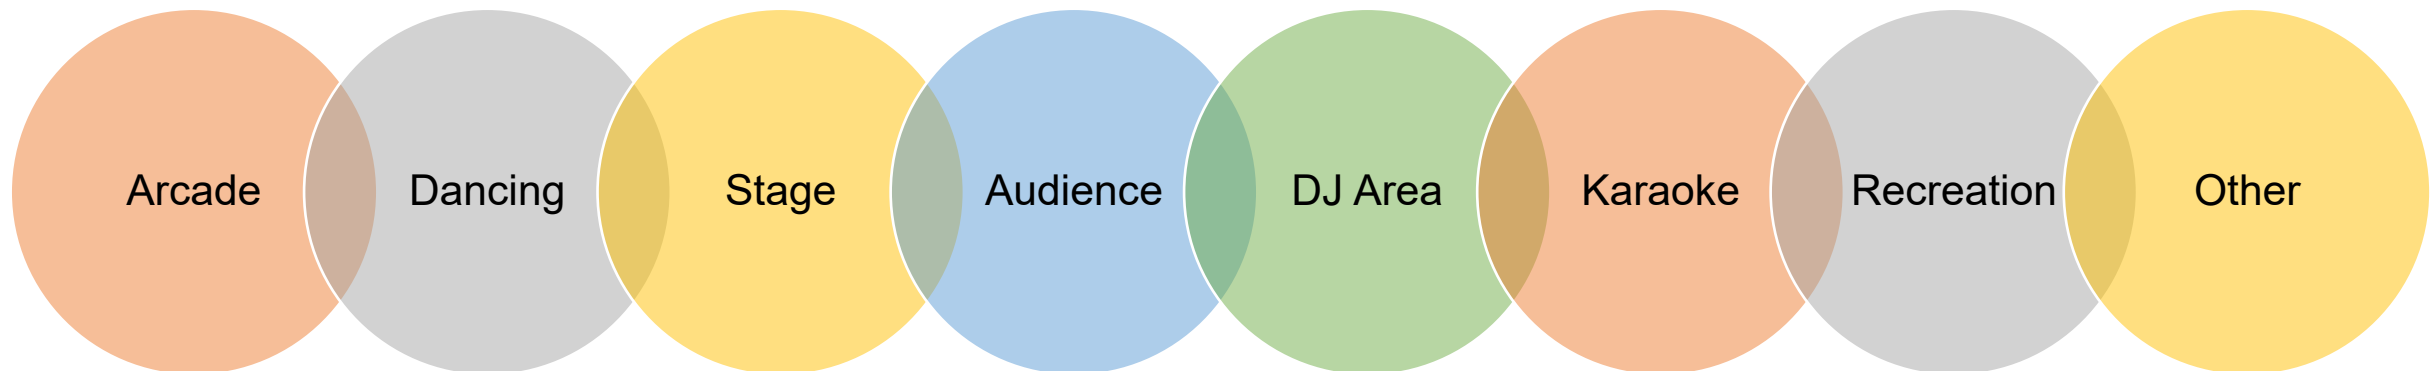 Arcade
Dancing
Stage
Audience
DJ Area
Karaoke
Recreation
Other